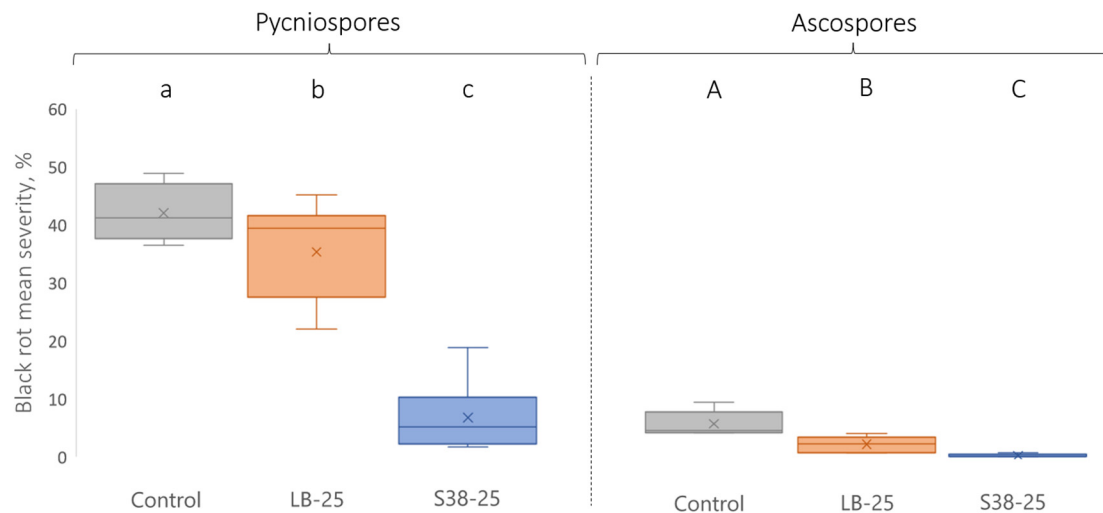 Pycniospores Ascospores
a b c A B C
60
50
40
30
20
10
0
Black rot mean severity, %
Control LB-25 S38-25 Control LB-25 S38-25